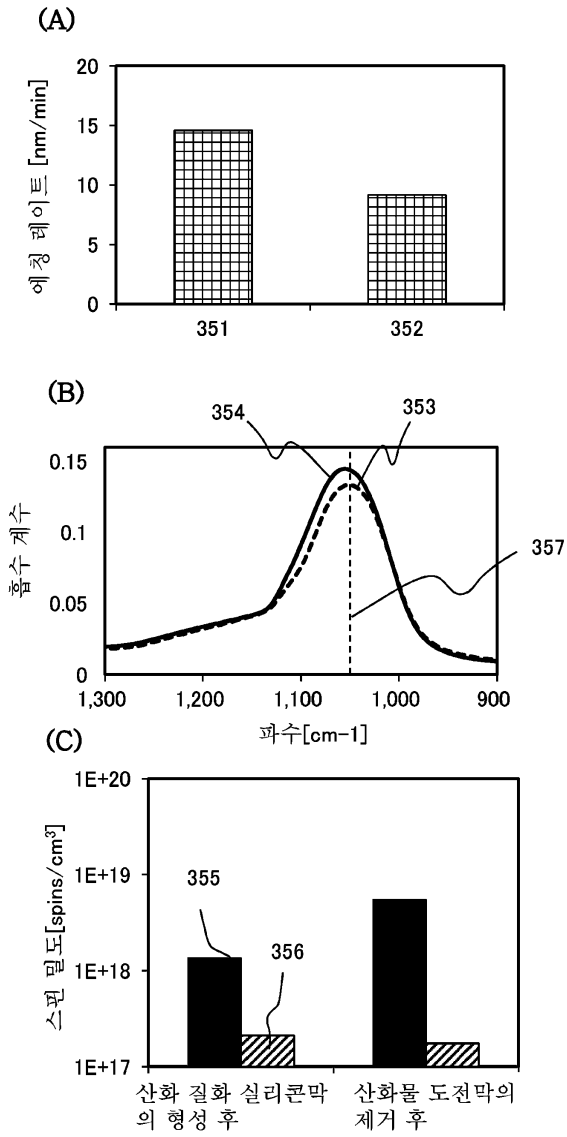 (A)
에칭 레이트 [nm/min]
20
15
10
5
0
351
352
(B)
354
353
흡수 계수
0.15
0.1
0.05
0
357
1,300
1,200
1,100
1,000
900
파수[cm-1]
(C)
스핀 밀도[spins/cm³]
1E+20
1E+19
1E+18
1E+17
355
356
산화 질화 실리콘막
의 형성 후
산화물 도전막의
제거 후